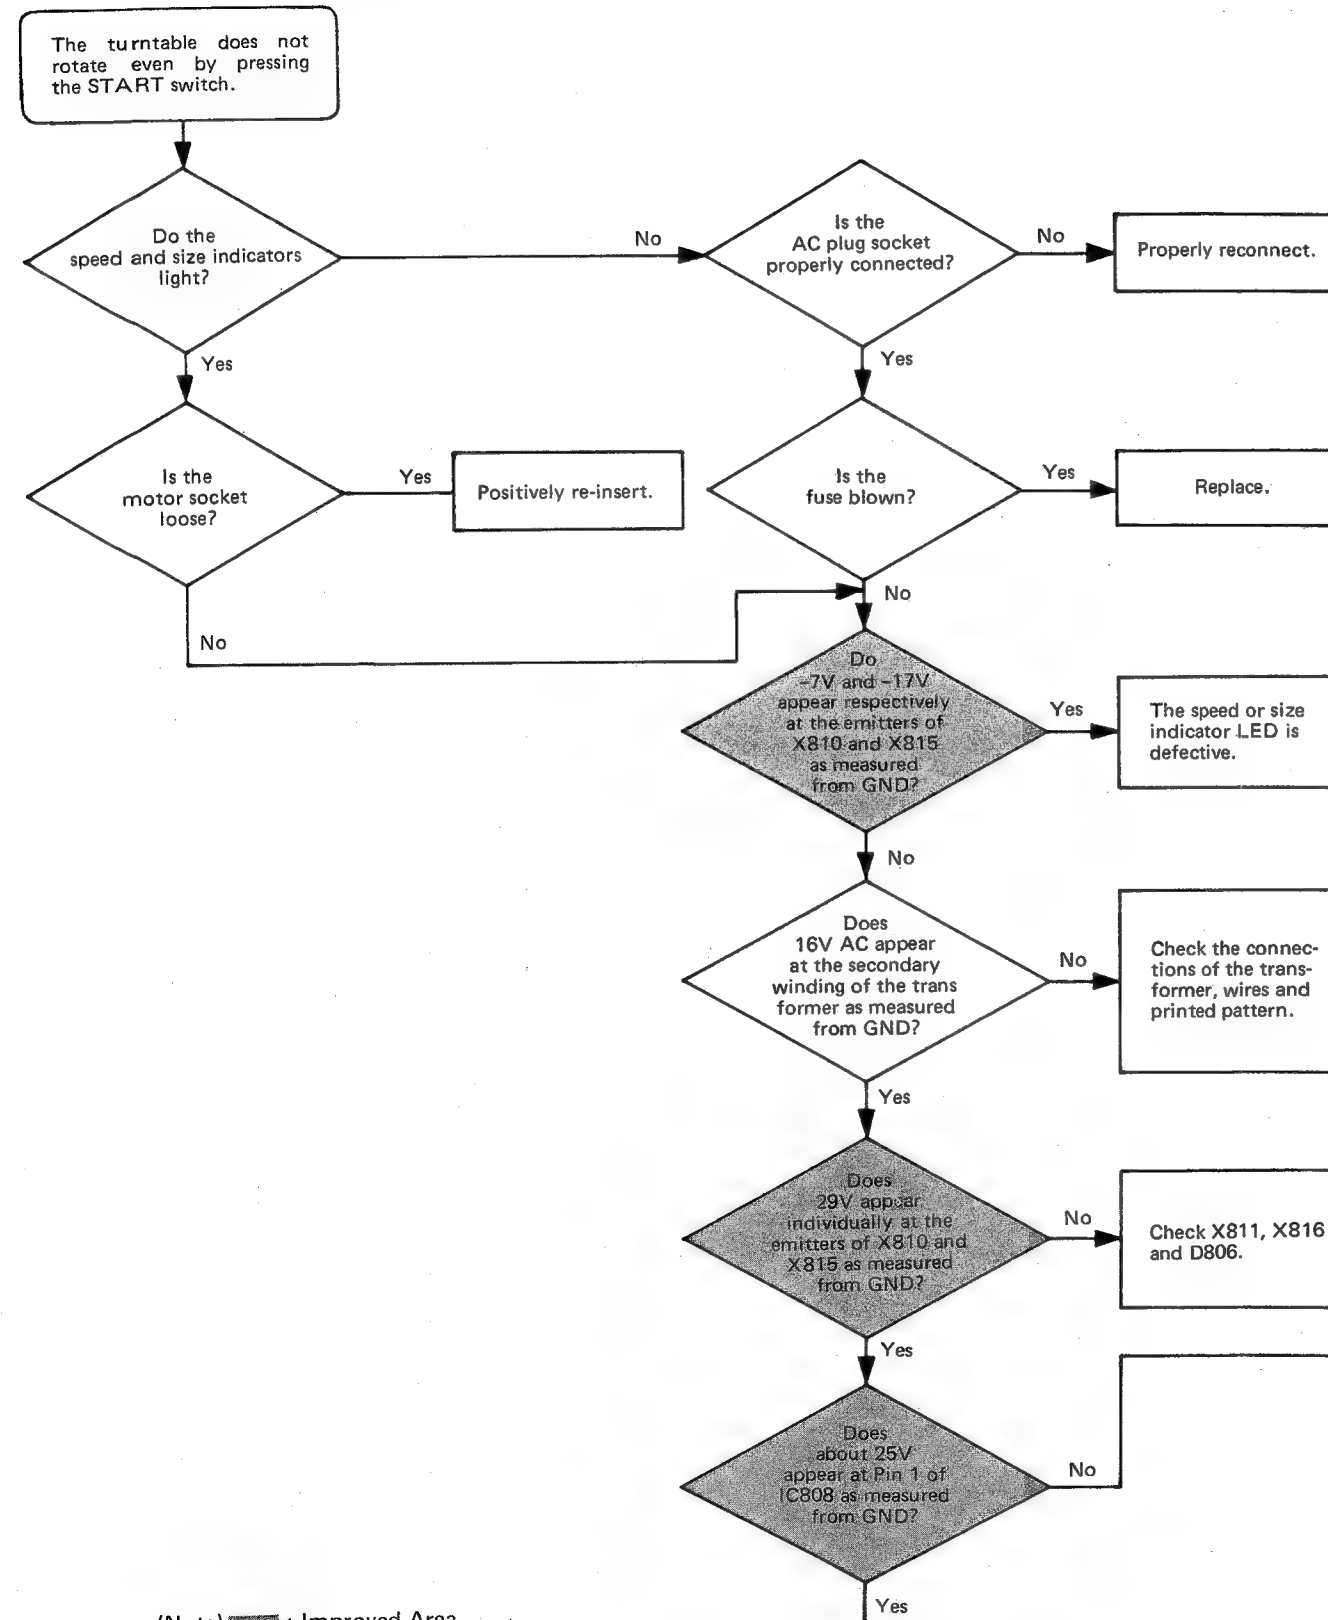 The turntable does not
rotate even by pressing
the START switch.
Do the
speed and size indicators
light?
No
Is the
AC plug socket
properly connected?
No
Properly reconnect.
Yes
Yes
Is the
motor socket
loose?
Yes
Positively re-insert.
Is the
fuse blown?
Yes
Replace.
No
No
Do
-7V and -17V
appear respectively
at the emitters of
X810 and X815
as measured
from GND?
Yes
The speed or size
indicator LED is
defective.
No
Does
16V AC appear
at the secondary
winding of the trans
former as measured
from GND?
No
Check the connec-
tions of the trans-
former, wires and
printed pattern.
Yes
Does
29V appear
individually at the
emitters of X810 and
X815 as measured
from GND?
No
Check X811, X816
and D806.
Yes
Does
about 25V
appear at Pin 1 of
IC808 as measured
from GND?
No
Yes
(Note) : Improved Area